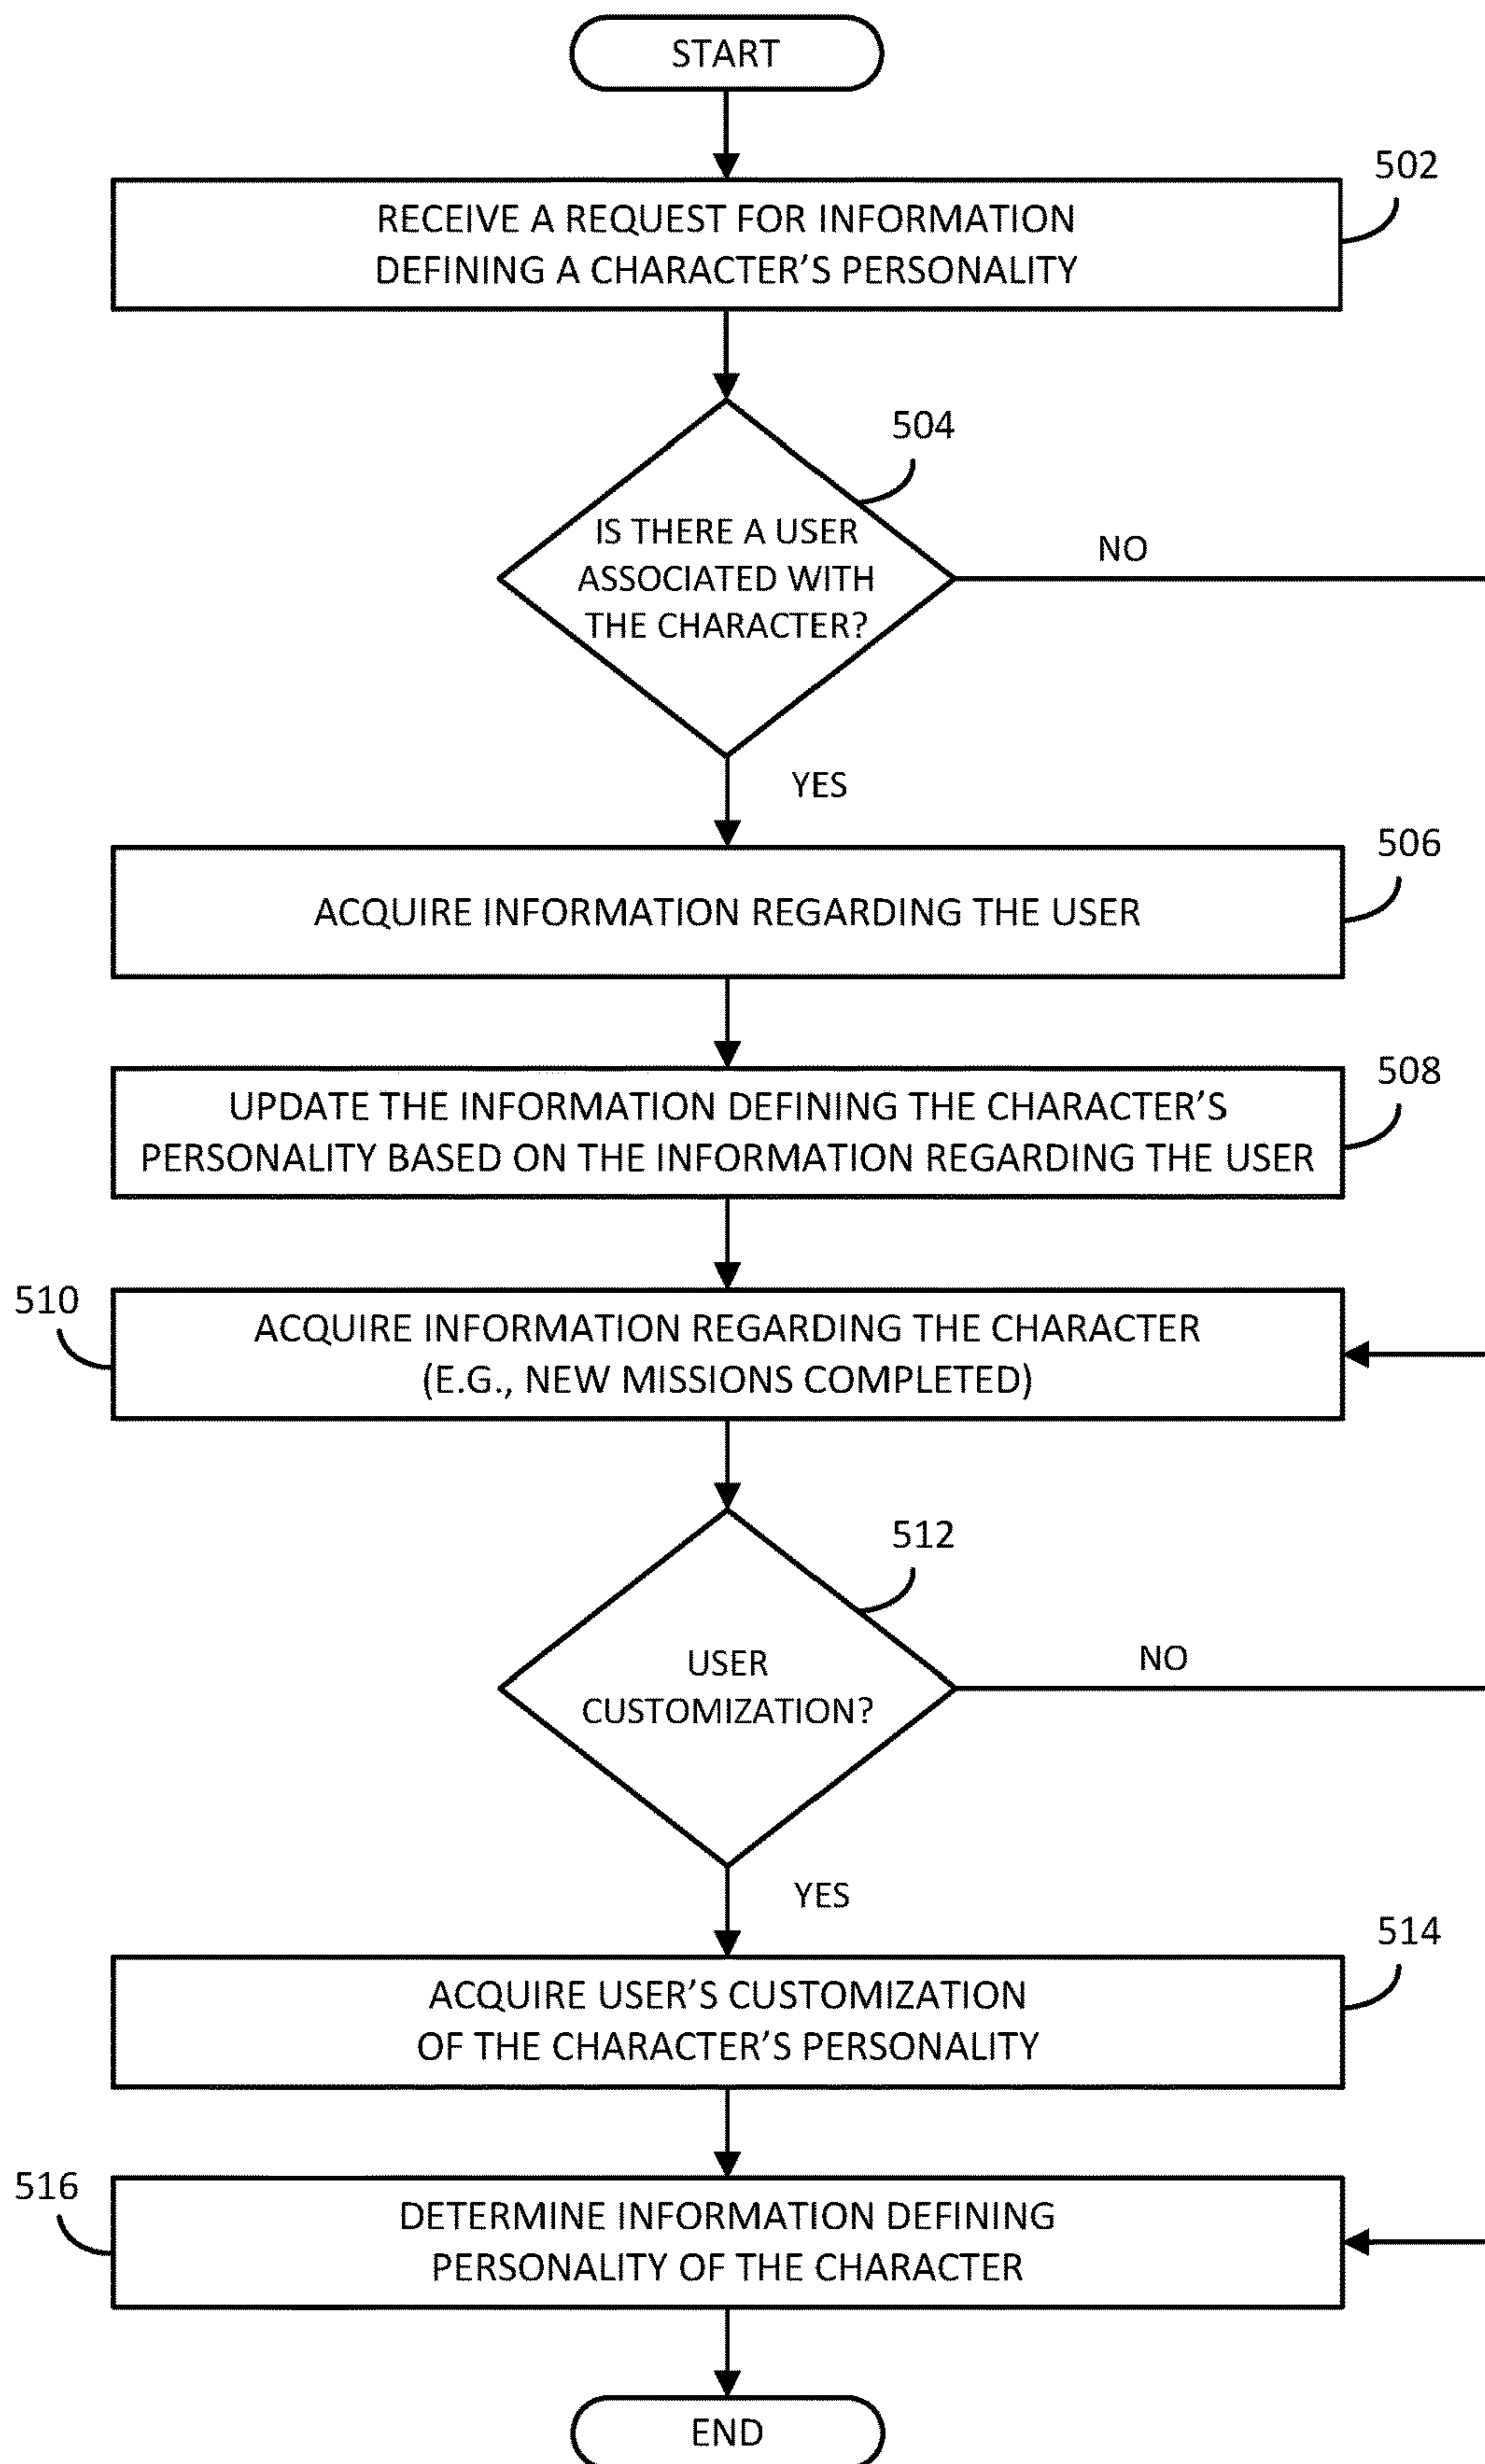 START
502
RECEIVE A REQUEST FOR INFORMATION
DEFINING A CHARACTER’S PERSONALITY
504
IS THERE A USER
ASSOCIATED WITH
THE CHARACTER?
NO
YES
506
ACQUIRE INFORMATION REGARDING THE USER
508
UPDATE THE INFORMATION DEFINING THE CHARACTER’S
PERSONALITY BASED ON THE INFORMATION REGARDING THE USER
510
ACQUIRE INFORMATION REGARDING THE CHARACTER
(E.G., NEW MISSIONS COMPLETED)
512
USER
CUSTOMIZATION?
NO
YES
514
ACQUIRE USER’S CUSTOMIZATION
OF THE CHARACTER’S PERSONALITY
516
DETERMINE INFORMATION DEFINING
PERSONALITY OF THE CHARACTER
END